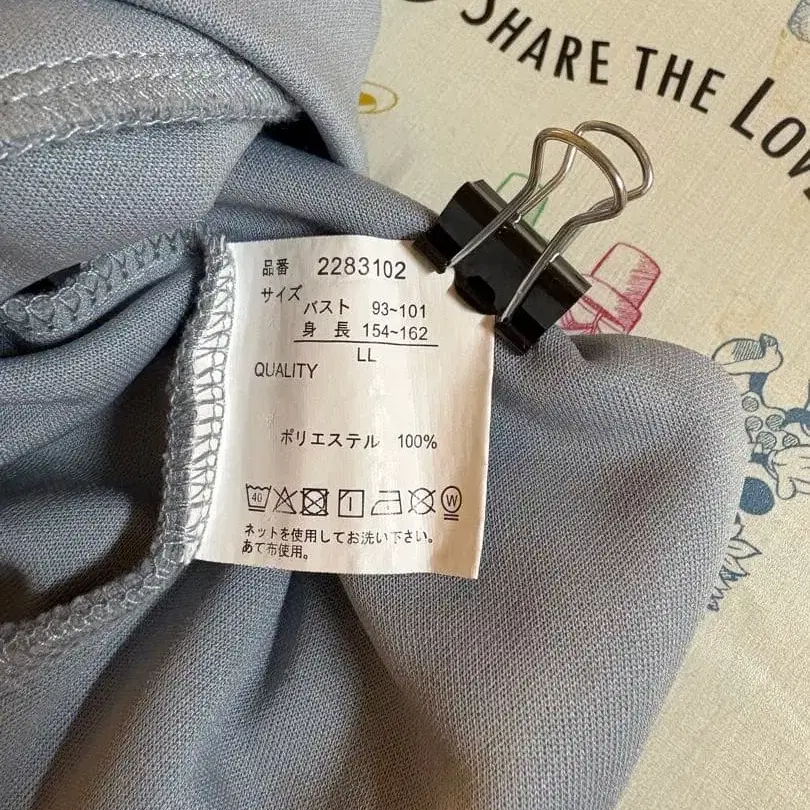 SHARE THE LOV
品番 2283102
サイズ
バスト 93~101
身 長 154~162
LL
QUALITY
ポリエステル 100%
40 W
ネットを使用してお洗い下さい。
あて布使用。